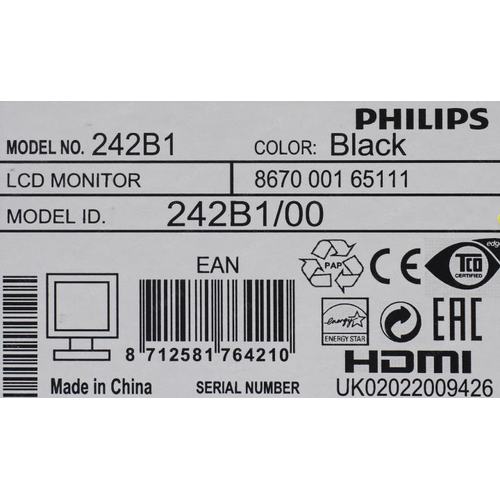 PHILIPS
MODEL NO. 242B1 COLOR: Black
LCD MONITOR 8670 001 65111
MODEL ID. 242B1/00
EAN
PAP
CE
TCO
CERTIFIED
edge
energy
ENERGY STAR
EAC
HDMI
8 712581 764210
Made in China SERIAL NUMBER UK02022009426